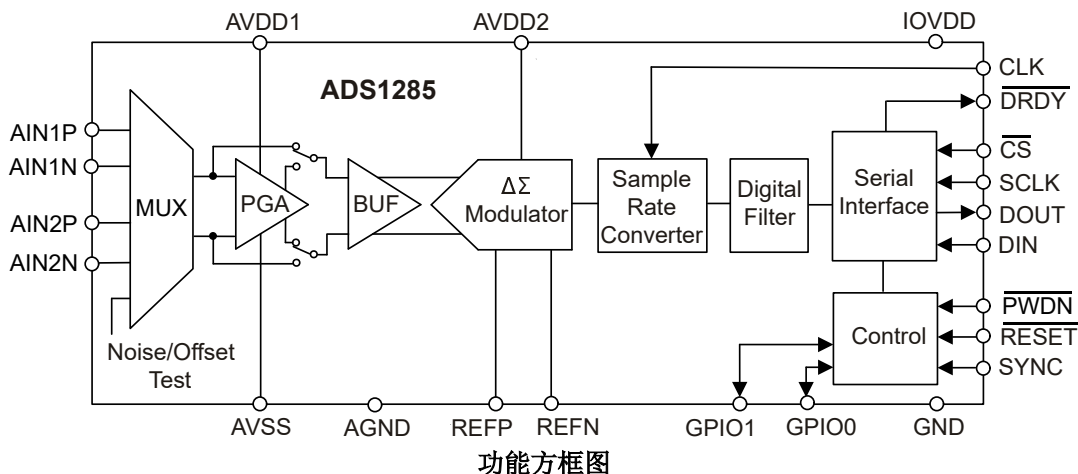 AVDD1
AVDD2
IOVDD
ADS1285
CLK
DRDY
CS
SCLK
DOUT
DIN
PWDN
RESET
SYNC
AIN1P
AIN1N
AIN2P
AIN2N
MUX
PGA
BUF
ΔΣ
Modulator
Sample
Rate
Converter
Digital
Filter
Serial
Interface
Control
Noise/Offset
Test
AVSS
AGND
REFP
REFN
GPIO1
GPIO0
GND
功能方框图